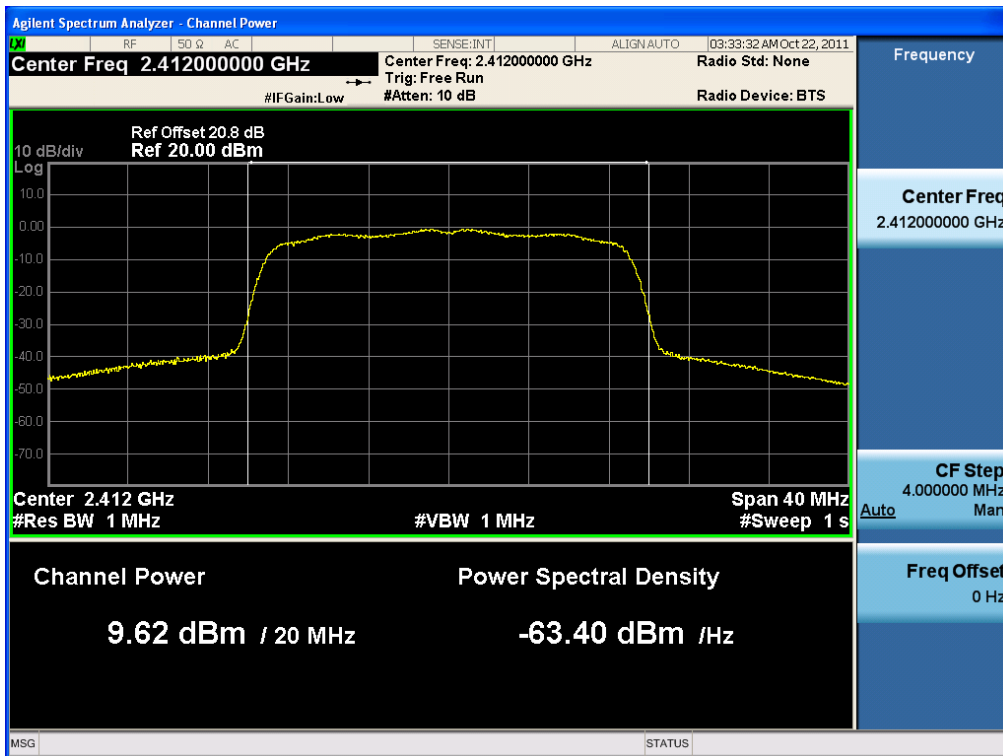 Agilent Spectrum Analyzer - Channel Power
LXI RF 50 Ω AC SENSE:INT ALIGN AUTO 03:33:32 AM Oct 22, 2011
Center Freq 2.412000000 GHz
Center Freq: 2.412000000 GHz
Radio Std: None
Trig: Free Run
#IFGain:Low
#Atten: 10 dB
Radio Device: BTS
Ref Offset 20.8 dB
10 dB/div
Ref 20.00 dBm
Log
10.0
0.00
-10.0
-20.0
-30.0
-40.0
-50.0
-60.0
-70.0
Center 2.412 GHz
Span 40 MHz
#Res BW 1 MHz
#VBW 1 MHz
#Sweep 1 s
Channel Power
Power Spectral Density
9.62 dBm / 20 MHz
-63.40 dBm /Hz
Frequency
Center Freq
2.412000000 GHz
CF Step
4.000000 MHz
Auto Man
Freq Offset
0 Hz
MSG
STATUS